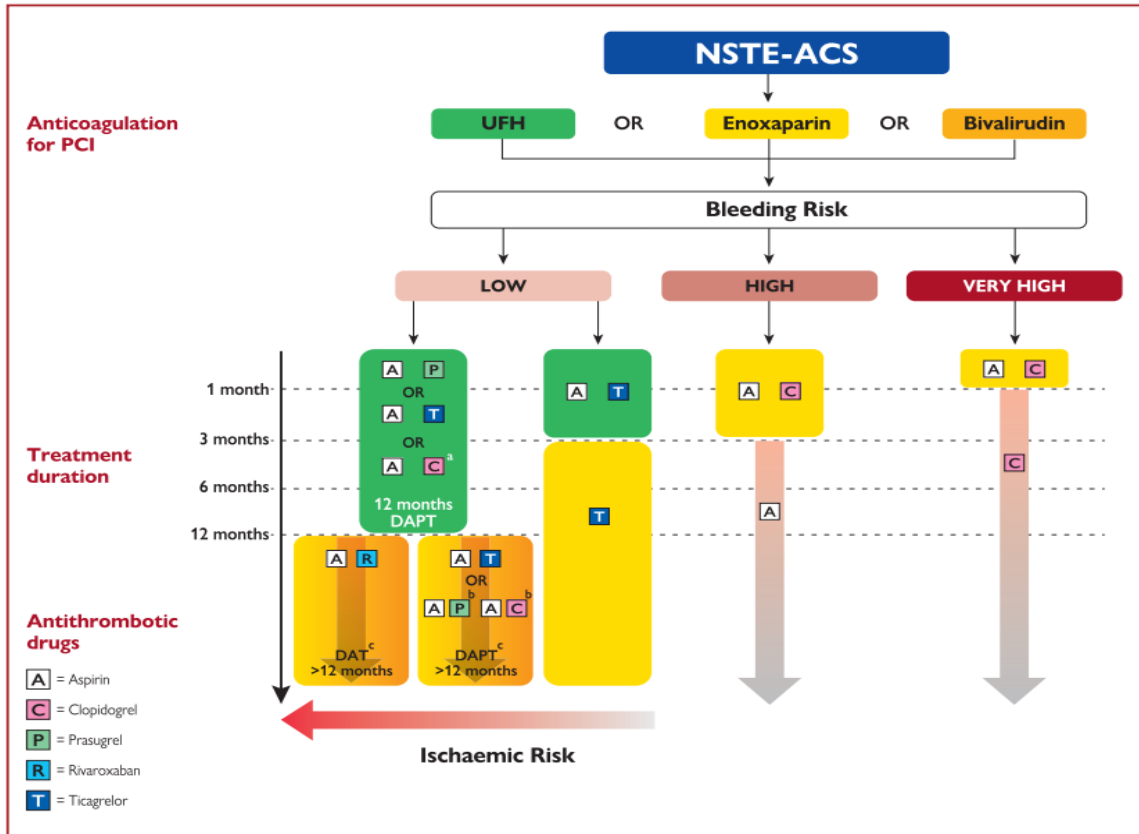 NSTE-ACS
Anticoagulation
for PCI
UFH OR Enoxaparin OR Bivalirudin
Bleeding Risk
LOW HIGH VERY HIGH
Treatment
duration
1 month
3 months
6 months
12 months
A P
OR
A T
OR
A C a
12 months
DAPT
A T
T
A C
A
A C
C
A R
DAT c
>12 months
A T
OR
A P b A C b
DAPT c
>12 months
Ischaemic Risk
Antithrombotic
drugs
A = Aspirin
C = Clopidogrel
P = Prasugrel
R = Rivaroxaban
T = Ticagrelor